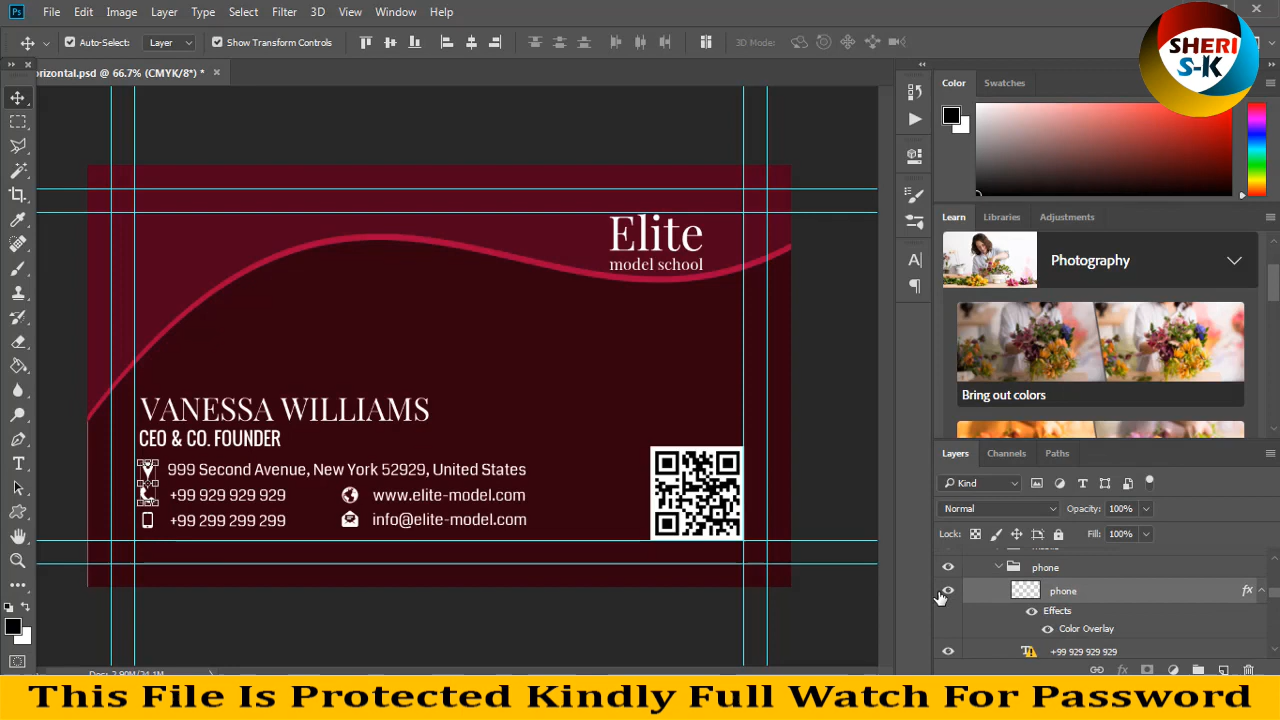 Ps File Edit Image Layer Type Select Filter 3D View Window Help
Auto-Select: Layer Show Transform Controls 3D Mode:
SHERI
S-K
orizontal.psd @ 66.7% (CMYK/8*) *
Color Swatches
Learn Libraries Adjustments
Photography
Bring out colors
Elite
model school
VANESSA WILLIAMS
CEO & CO. FOUNDER
999 Second Avenue, New York 52929, United States
+99 929 929 929 www.elite-model.com
+99 299 299 299 info@elite-model.com
Layers Channels Paths
Kind
Normal Opacity: 100%
Lock: Fill: 100%
phone
phone fx
Effects
Color Overlay
+99 929 929 929
This File Is Protected Kindly Full Watch For Password